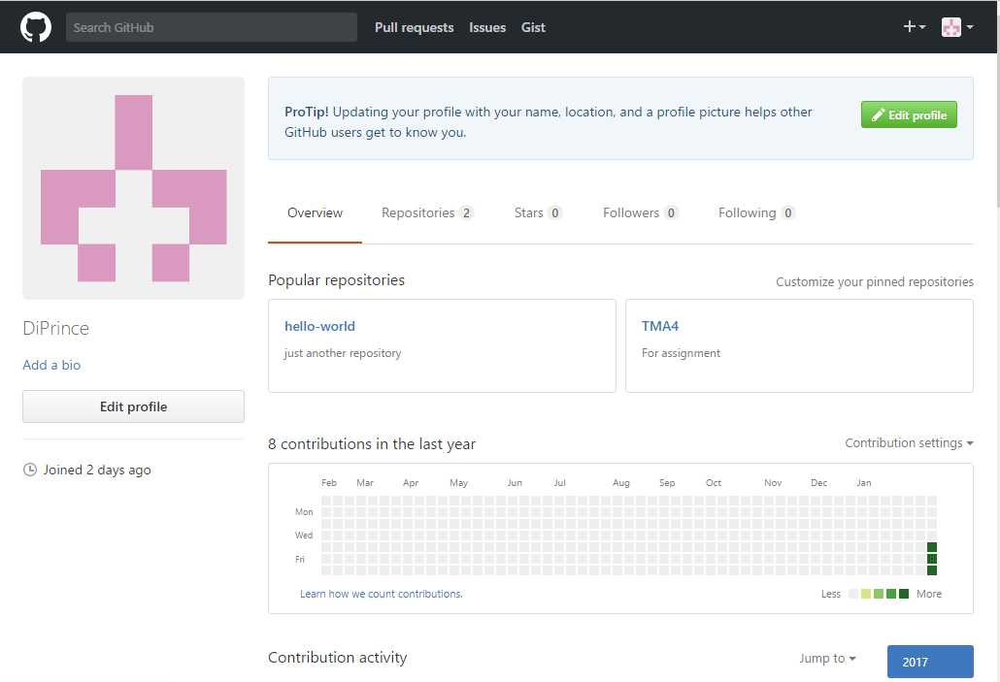 Search GitHub Pull requests Issues Gist
ProTip! Updating your profile with your name, location, and a profile picture helps other
GitHub users get to know you.
Edit profile
Overview Repositories 2 Stars 0 Followers 0 Following 0
Popular repositories Customize your pinned repositories
hello-world
just another repository
TMA4
For assignment
DiPrince
Add a bio
Edit profile
Joined 2 days ago
8 contributions in the last year Contribution settings
Feb Mar Apr May Jun Jul Aug Sep Oct Nov Dec Jan
Mon
Wed
Fri
Learn how we count contributions. Less More
Contribution activity Jump to 2017